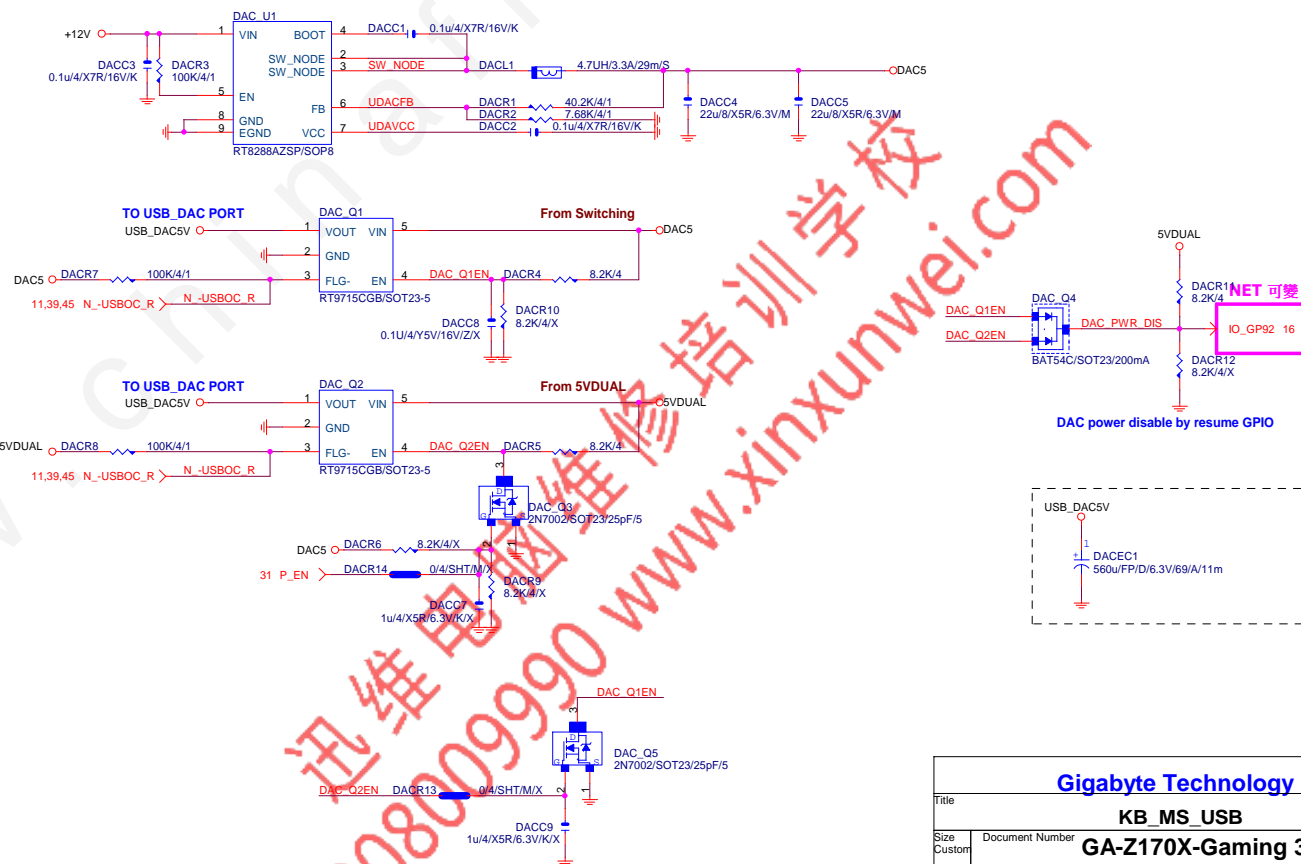 DAC_U1
+12V
1 VIN
BOOT 4
DACC1
0.1u/4/X7R/16V/K
DACC3
0.1u/4/X7R/16V/K
DACR3
100K/4/1
SW_NODE 2
SW_NODE 3
SW_NODE
DACL1
4.7UH/3.3A/29m/S
DAC5
5 EN
FB 6
UDACFB
DACR1
40.2K/4/1
DACR2
7.68K/4/1
DACC4
22u/8/X5R/6.3V/M
DACC5
22u/8/X5R/6.3V/M
8 GND
9 EGND
VCC 7
UDAVCC
DACC2
0.1u/4/X7R/16V/K
RT8288AZSP/SOP8
TO USB_DAC PORT
DAC_Q1
From Switching
USB_DAC5V
1 VOUT VIN 5
DAC5
2 GND
DAC5
DACR7
100K/4/1
3 FLG- EN 4
DAC_Q1EN
DACR4
8.2K/4
11,39,45 N_-USBOC_R
N_-USBOC_R
RT9715CGB/SOT23-5
DACR10
8.2K/4/X
DACC8
0.1U/4/Y5V/16V/Z/X
TO USB_DAC PORT
DAC_Q2
From 5VDUAL
USB_DAC5V
1 VOUT VIN 5
5VDUAL
2 GND
5VDUAL
DACR8
100K/4/1
3 FLG- EN 4
DAC_Q2EN
DACR5
8.2K/4
11,39,45 N_-USBOC_R
N_-USBOC_R
RT9715CGB/SOT23-5
3
D
G S
DAC_Q3
2N7002/SOT23/25pF/5
2
1
DAC5
DACR6
8.2K/4/X
31 P_EN
DACR14
0/4/SHT/M/X
DACR9
8.2K/4/X
DACC7
1u/4/X5R/6.3V/K/X
DAC_Q1EN
3
D
G S
DAC_Q5
2N7002/SOT23/25pF/5
2
1
DAC_Q2EN
DACR13
0/4/SHT/M/X
DACC9
1u/4/X5R/6.3V/K/X
5VDUAL
DACR11
8.2K/4
NET 可變
DAC_Q4
DAC_Q1EN
DAC_Q2EN
DAC_PWR_DIS
IO_GP92 16
BAT54C/SOT23/200mA
DACR12
8.2K/4/X
DAC power disable by resume GPIO
USB_DAC5V
1
+
DACEC1
560u/FP/D/6.3V/69/A/11m
迅维电脑维修培训学校
08009990 www.xinxunwei.com
Gigabyte Technology
Title
KB_MS_USB
Size
Custom
Document Number
GA-Z170X-Gaming 3